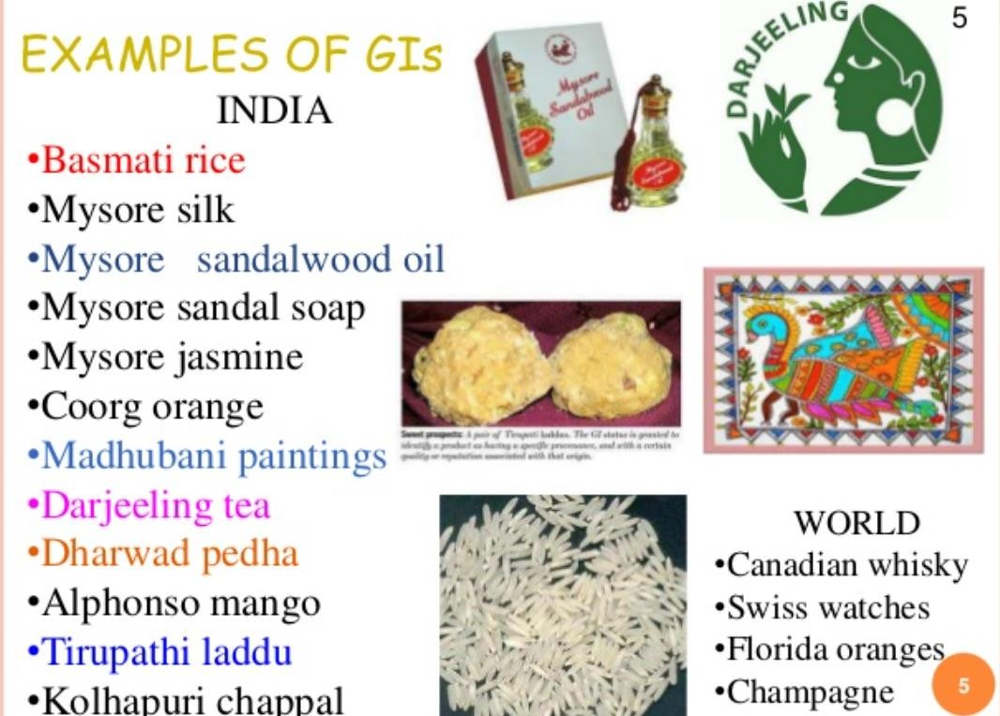 5
EXAMPLES OF GIs
INDIA
•Basmati rice
•Mysore silk
•Mysore sandalwood oil
•Mysore sandal soap
•Mysore jasmine
•Coorg orange
•Madhubani paintings
•Darjeeling tea
•Dharwad pedha
•Alphonso mango
•Tirupathi laddu
•Kolhapuri chappal
Mysore
Sandalwood
Oil
DARJEELING
Sweet prospects: A pair of Tirupati laddus. The GI status is granted to
identify a product as having a specific provenance, and with a certain
quality or reputation associated with that origin.
WORLD
•Canadian whisky
•Swiss watches
•Florida oranges
•Champagne
5